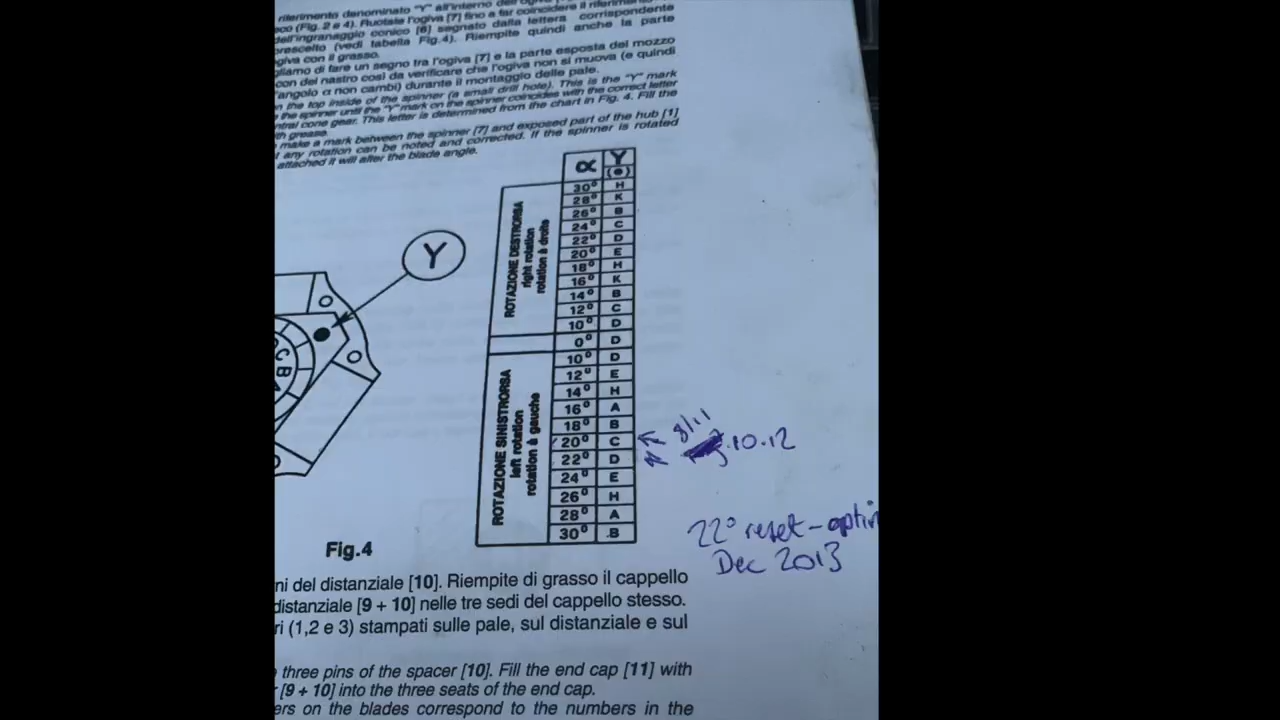 riferimento denominato "Y" all'interno dell'ogiva
(Fig. 2 e 4). Ruotate l'ogiva [7] fino a far coincidere il riferimento
dell'ingranaggio conico [6] segnato dalla lettera corrispondente
prescelto (vedi tabella Fig.4). Riempite quindi anche la parte
con il grasso.
di fare un segno tra l'ogiva [7] e la parte esposta del mozzo
con del nastro così da verificare che l'ogiva non si muova (e quindi
l'angolo α non cambi) durante il montaggio delle pale.
on the top inside of the spinner (a small drill hole). This is the "Y" mark
the spinner until the "Y" mark on the spinner coincides with the correct letter
cone gear. This letter is determined from the chart in Fig. 4. Fill the
grease.
make a mark between the spinner [7] and exposed part of the hub [1]
any rotation can be noted and corrected. If the spinner is rotated
attached it will alter the blade angle.
α Y
(●)
ROTAZIONE DESTRORSA
right rotation
rotation à droite
30° H
28° K
26° B
24° C
22° D
20° E
18° H
16° K
14° B
12° C
10° D
0° D
ROTAZIONE SINISTRORSA
left rotation
rotation à gauche
10° D
12° E
14° H
16° A
18° B
20° C
22° D
24° E
26° H
28° A
30° B
Y
C
B
8/11
10.12
22° reset -
Dec 2013
Fig.4
ni del distanziale [10]. Riempite di grasso il cappello
distanziale [9 + 10] nelle tre sedi del cappello stesso.
ri (1,2 e 3) stampati sulle pale, sul distanziale e sul
three pins of the spacer [10]. Fill the end cap [11] with
[9 + 10] into the three seats of the end cap.
ers on the blades correspond to the numbers in the